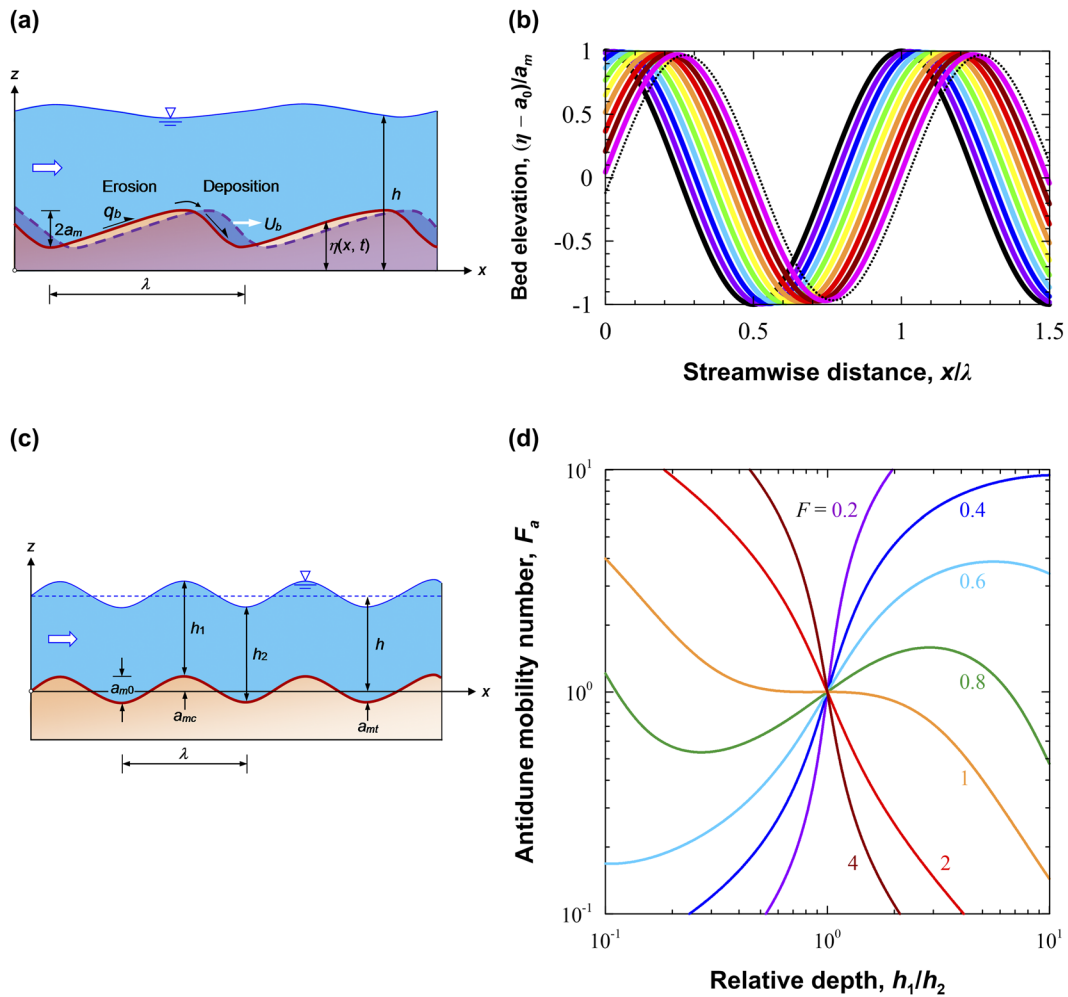 (a)
z
Erosion
Deposition
q_b
2a_m
U_b
η(x, t)
h
x
λ
(b)
Bed elevation, (η − a_0)/a_m
1
0.5
0
-0.5
-1
0
0.5
1
1.5
Streamwise distance, x/λ
(c)
z
h_1
h_2
h
a_m0
a_mc
a_mt
x
λ
(d)
Antidune mobility number, F_a
10^1
10^0
10^-1
F = 0.2
0.4
0.6
0.8
1
2
4
10^-1
10^0
10^1
Relative depth, h_1/h_2